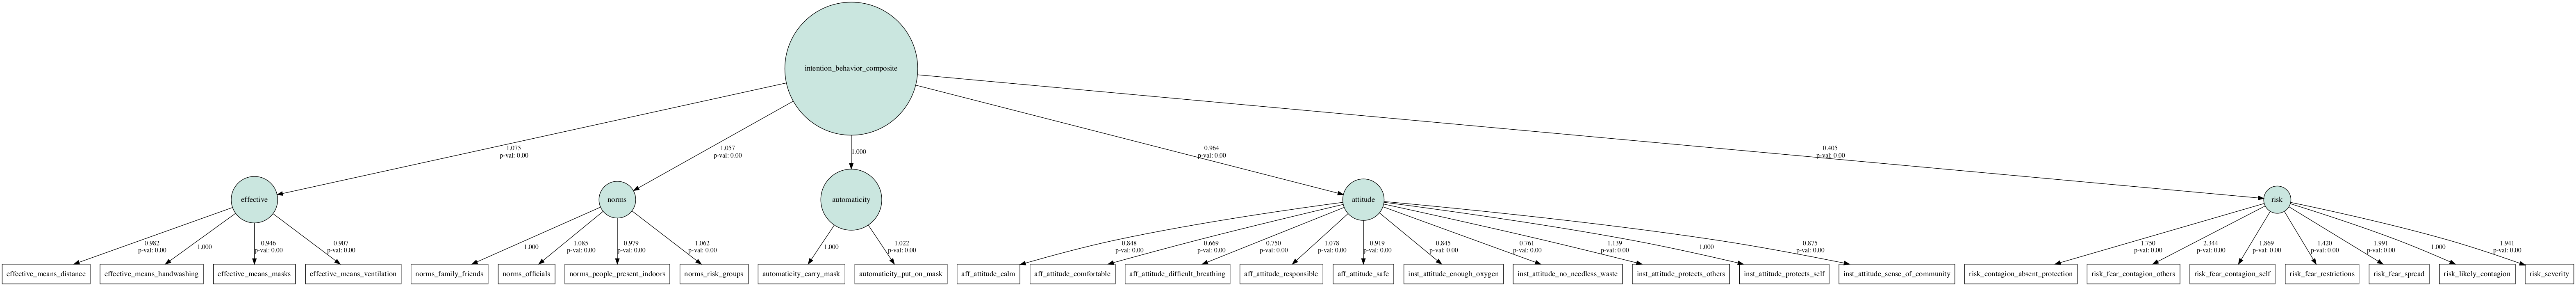 intention_behavior_composite
1.075
p-val: 0.00
1.057
p-val: 0.00
1.000
0.964
p-val: 0.00
0.405
p-val: 0.00
effective
norms
automaticity
attitude
risk
0.982
p-val: 0.00
1.000
0.946
p-val: 0.00
0.907
p-val: 0.00
1.000
1.085
p-val: 0.00
0.979
p-val: 0.00
1.062
p-val: 0.00
1.000
1.022
p-val: 0.00
0.848
p-val: 0.00
0.669
p-val: 0.00
0.750
p-val: 0.00
1.078
p-val: 0.00
0.919
p-val: 0.00
0.845
p-val: 0.00
0.761
p-val: 0.00
1.139
p-val: 0.00
1.000
0.875
p-val: 0.00
1.750
p-val: 0.00
2.344
p-val: 0.00
1.869
p-val: 0.00
1.420
p-val: 0.00
1.991
p-val: 0.00
1.000
1.941
p-val: 0.00
effective_means_distance
effective_means_handwashing
effective_means_masks
effective_means_ventilation
norms_family_friends
norms_officials
norms_people_present_indoors
norms_risk_groups
automaticity_carry_mask
automaticity_put_on_mask
aff_attitude_calm
aff_attitude_comfortable
aff_attitude_difficult_breathing
aff_attitude_responsible
aff_attitude_safe
inst_attitude_enough_oxygen
inst_attitude_no_needless_waste
inst_attitude_protects_others
inst_attitude_protects_self
inst_attitude_sense_of_community
risk_contagion_absent_protection
risk_fear_contagion_others
risk_fear_contagion_self
risk_fear_restrictions
risk_fear_spread
risk_likely_contagion
risk_severity